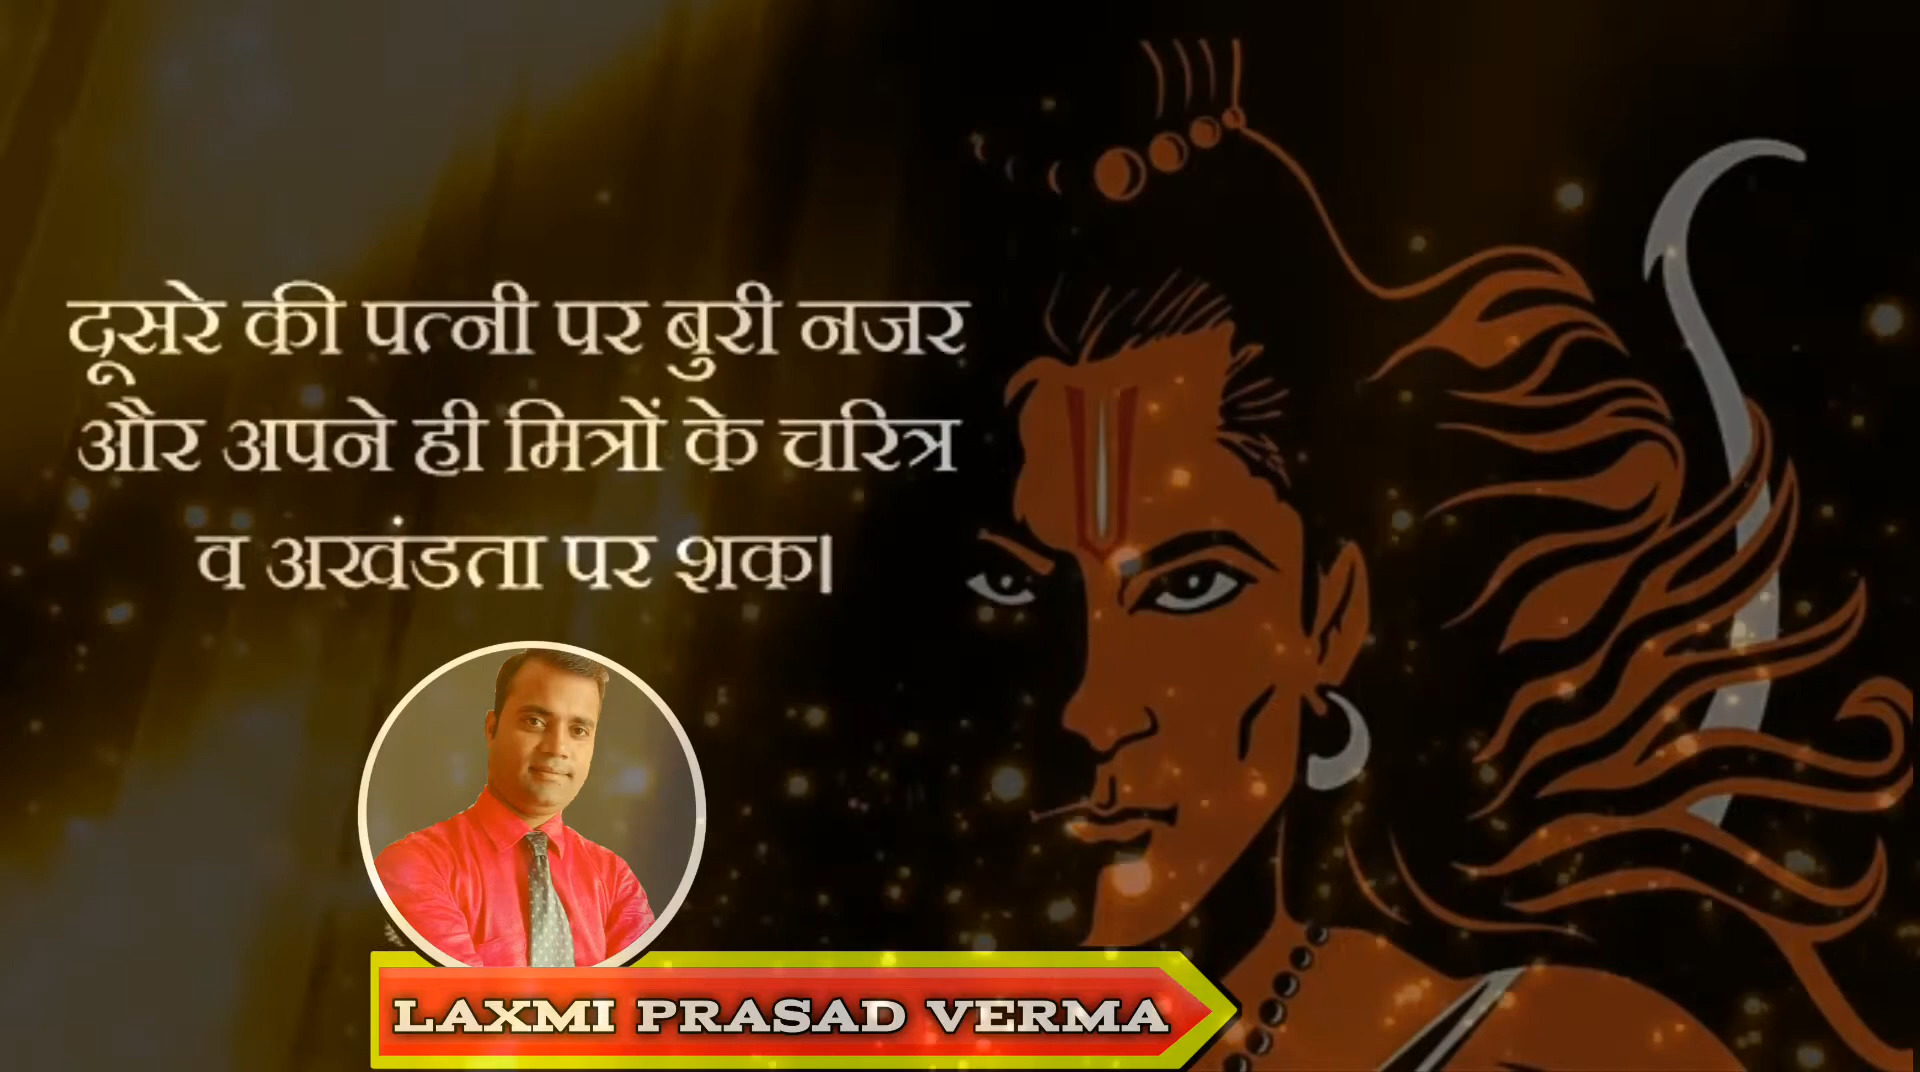 दूसरे की पत्नी पर बुरी नजर
और अपने ही मित्रों के चरित्र
व अखंडता पर शक।
LAXMI PRASAD VERMA